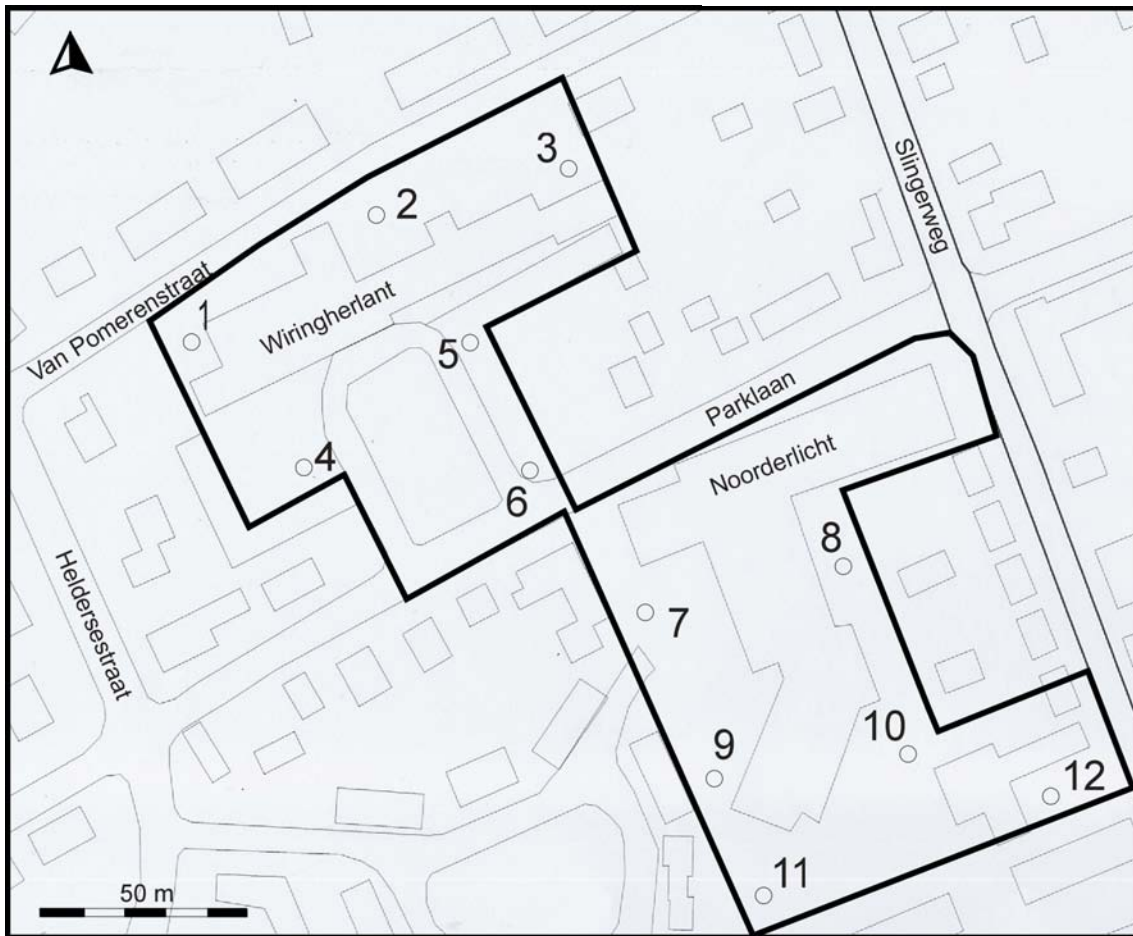 Slingerweg
3
2
Van Pomerenstraat
1
Wiringherlant
5
Parklaan
4
6
Noorderlicht
8
Heldersestraat
7
9
10
12
50 m
11